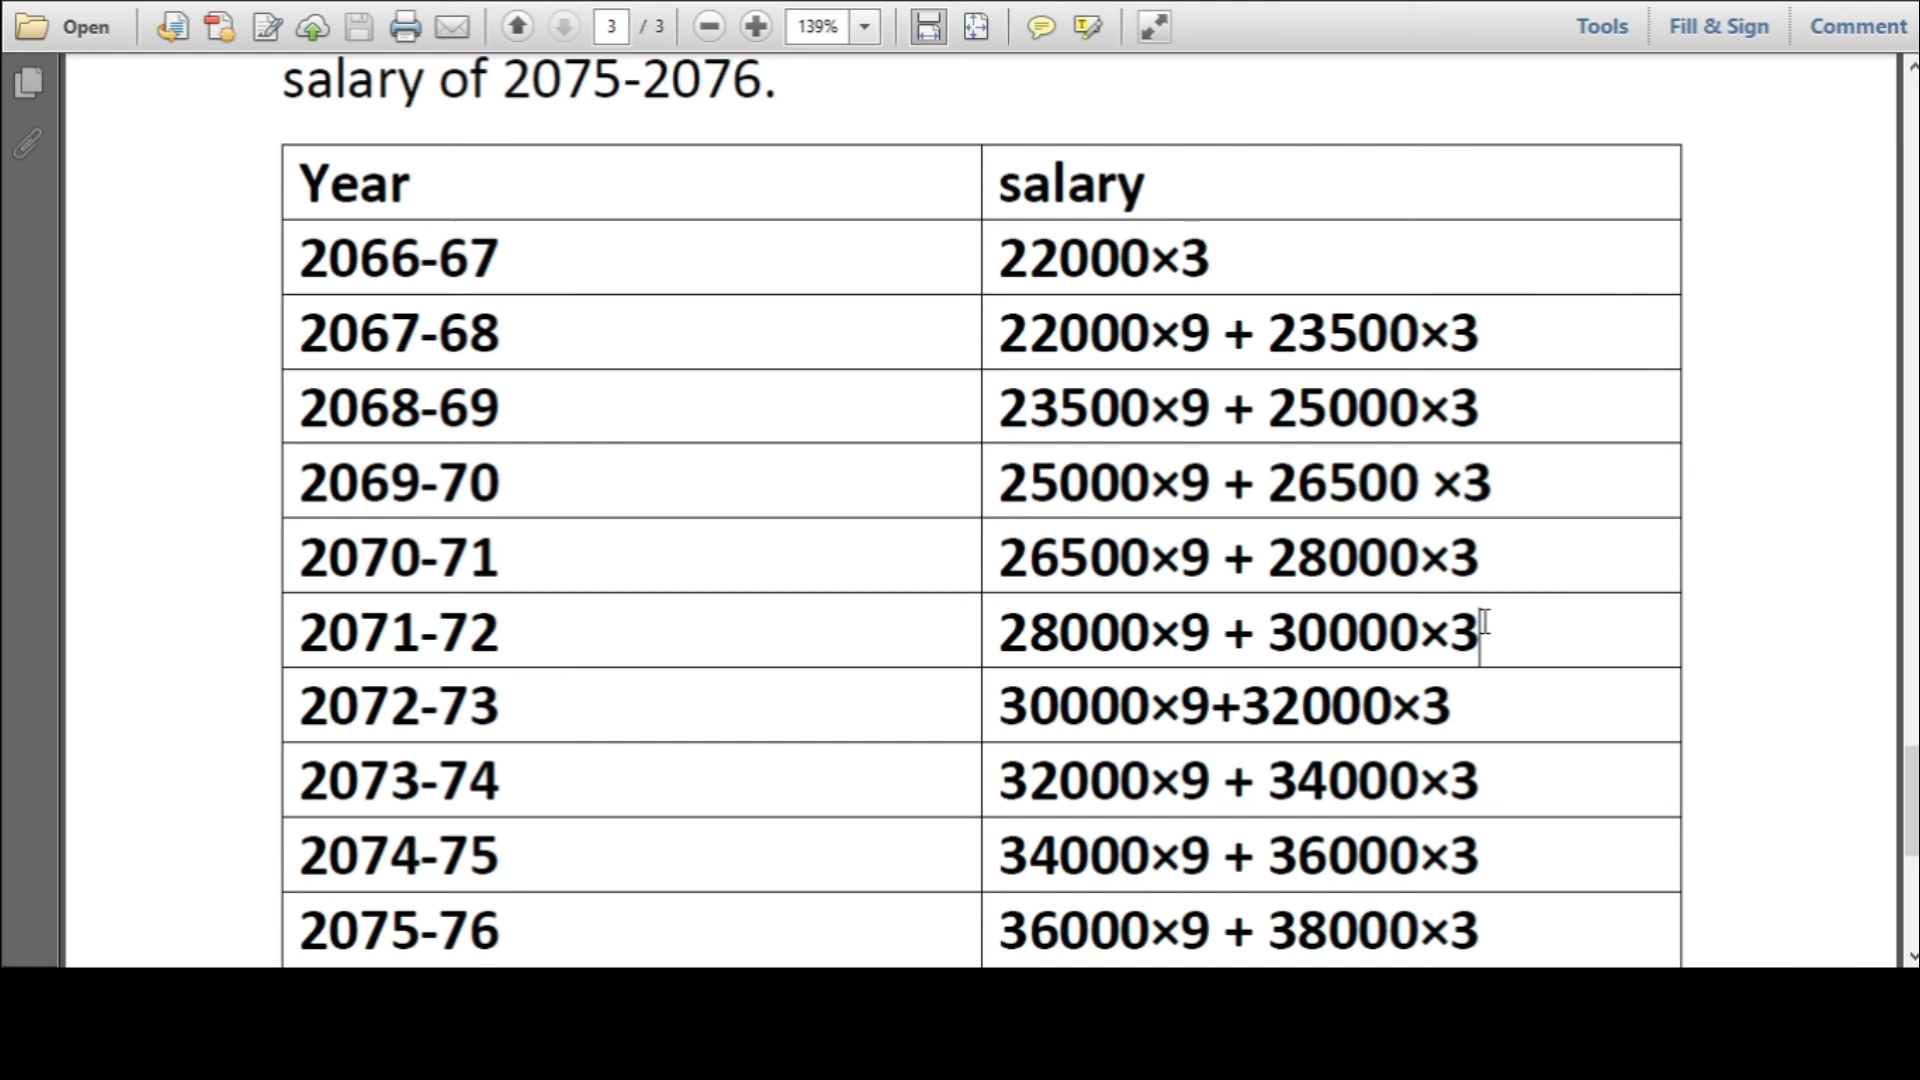 Open 3 / 3 139% Tools Fill & Sign Comment
salary of 2075-2076.
Year salary
2066-67 22000×3
2067-68 22000×9 + 23500×3
2068-69 23500×9 + 25000×3
2069-70 25000×9 + 26500 ×3
2070-71 26500×9 + 28000×3
2071-72 28000×9 + 30000×3
2072-73 30000×9+32000×3
2073-74 32000×9 + 34000×3
2074-75 34000×9 + 36000×3
2075-76 36000×9 + 38000×3